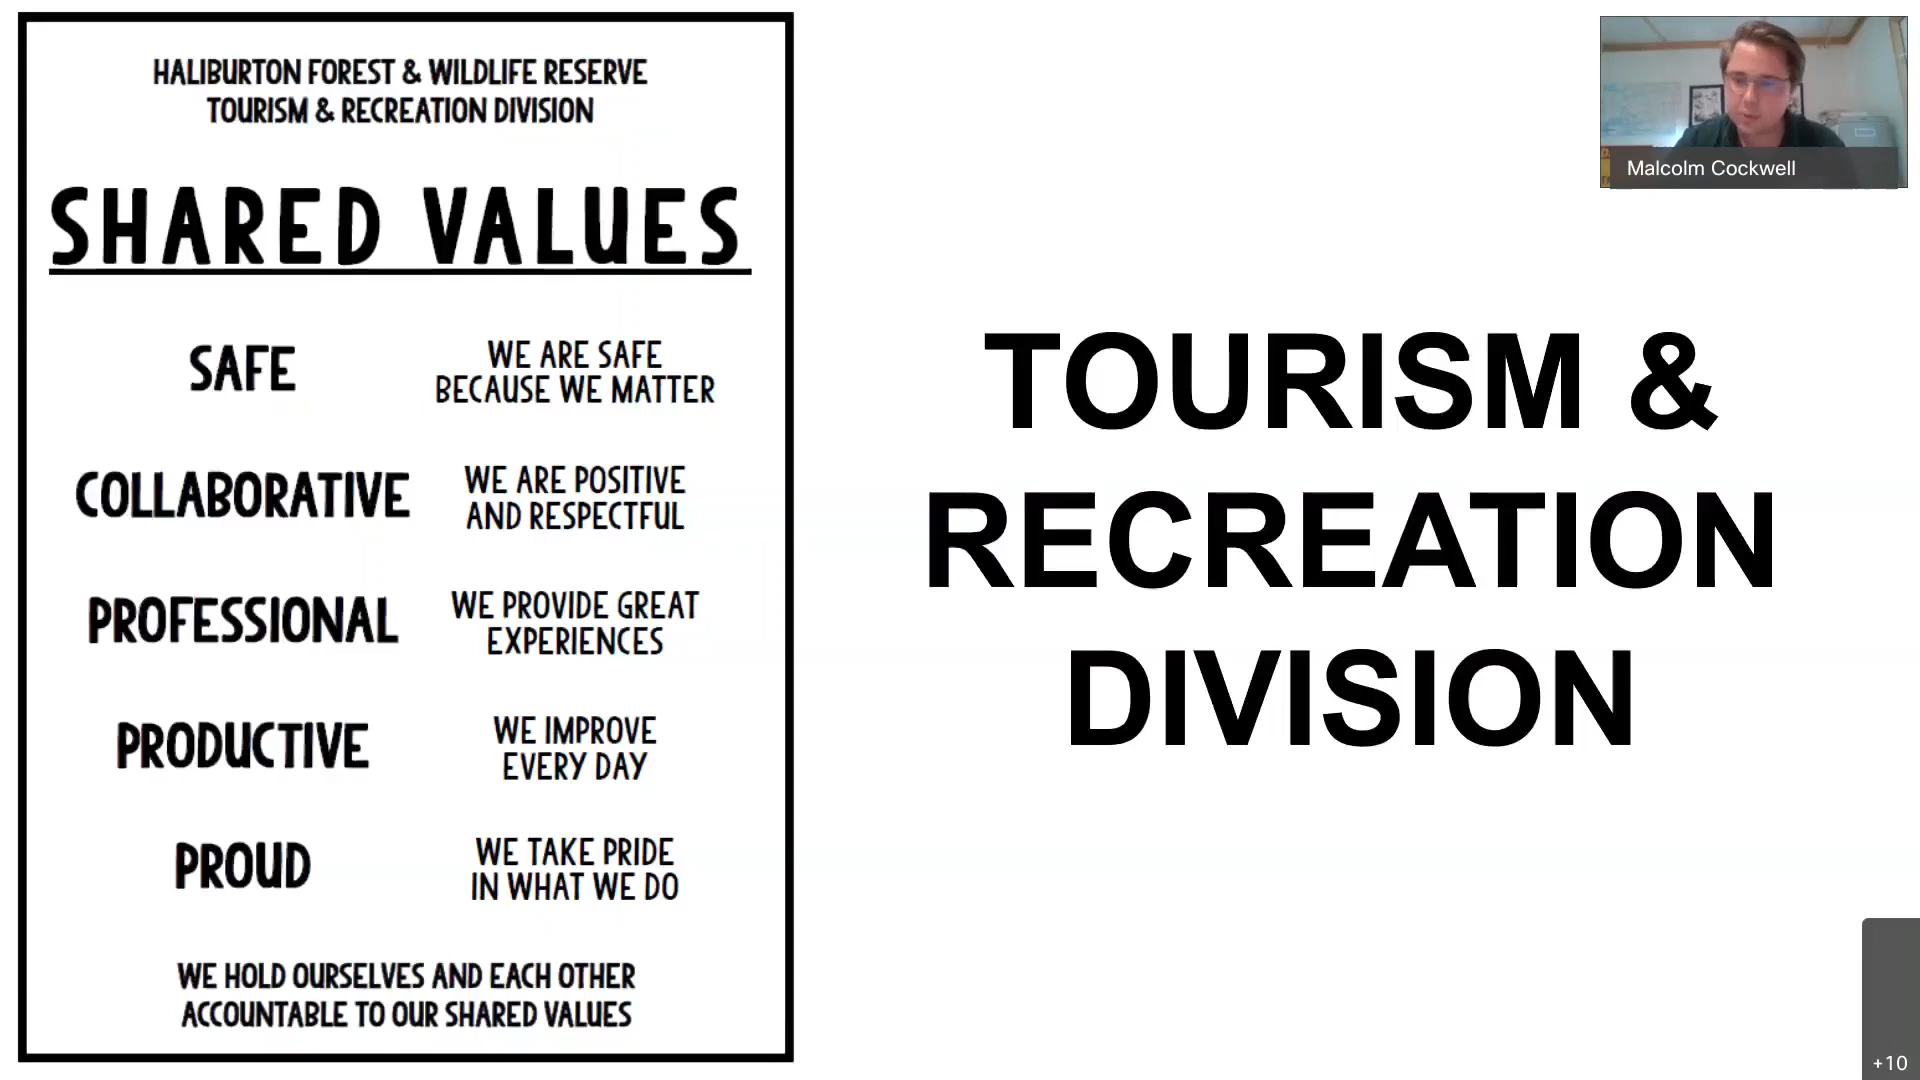 HALIBURTON FOREST & WILDLIFE RESERVE
TOURISM & RECREATION DIVISION
SHARED VALUES
SAFE
WE ARE SAFE
BECAUSE WE MATTER
COLLABORATIVE
WE ARE POSITIVE
AND RESPECTFUL
PROFESSIONAL
WE PROVIDE GREAT
EXPERIENCES
PRODUCTIVE
WE IMPROVE
EVERY DAY
PROUD
WE TAKE PRIDE
IN WHAT WE DO
WE HOLD OURSELVES AND EACH OTHER
ACCOUNTABLE TO OUR SHARED VALUES
TOURISM &
RECREATION
DIVISION
Malcolm Cockwell
+10